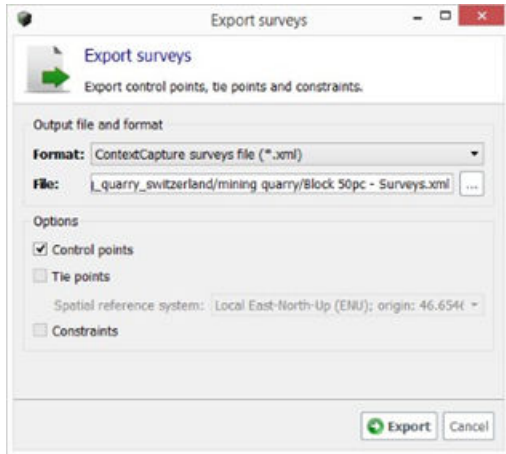 Export surveys
Export surveys
Export control points, tie points and constraints.
Output file and format
Format: ContextCapture surveys file (*.xml)
File: _quarry_switzerland/mining quarry/Block 50pc - Surveys.xml ...
Options
Control points
Tie points
Spatial reference system: Local East-North-Up (ENU); origin: 46.654
Constraints
Export Cancel